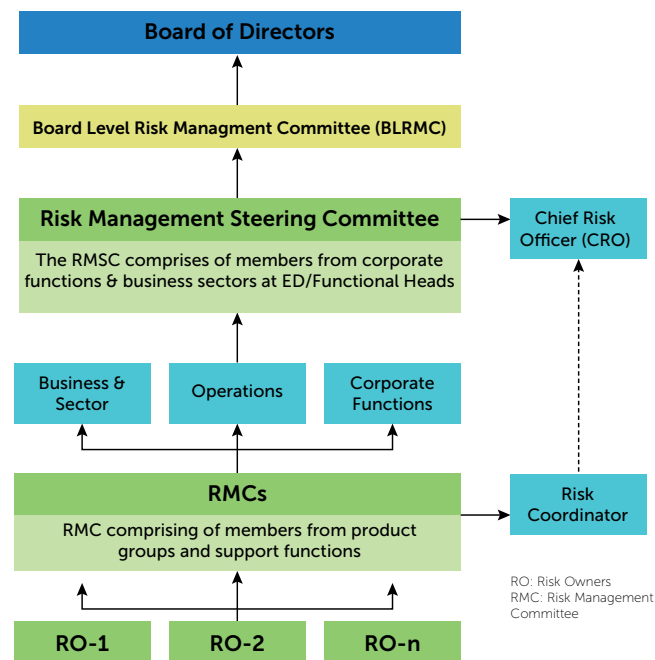 Board of Directors
Board Level Risk Managment Committee (BLRMC)
Risk Management Steering Committee
The RMSC comprises of members from corporate
functions & business sectors at ED/Functional Heads
Chief Risk
Officer (CRO)
Business &
Sector
Operations
Corporate
Functions
RMCs
RMC comprising of members from product
groups and support functions
Risk
Coordinator
RO: Risk Owners
RMC: Risk Management
Committee
RO-1
RO-2
RO-n